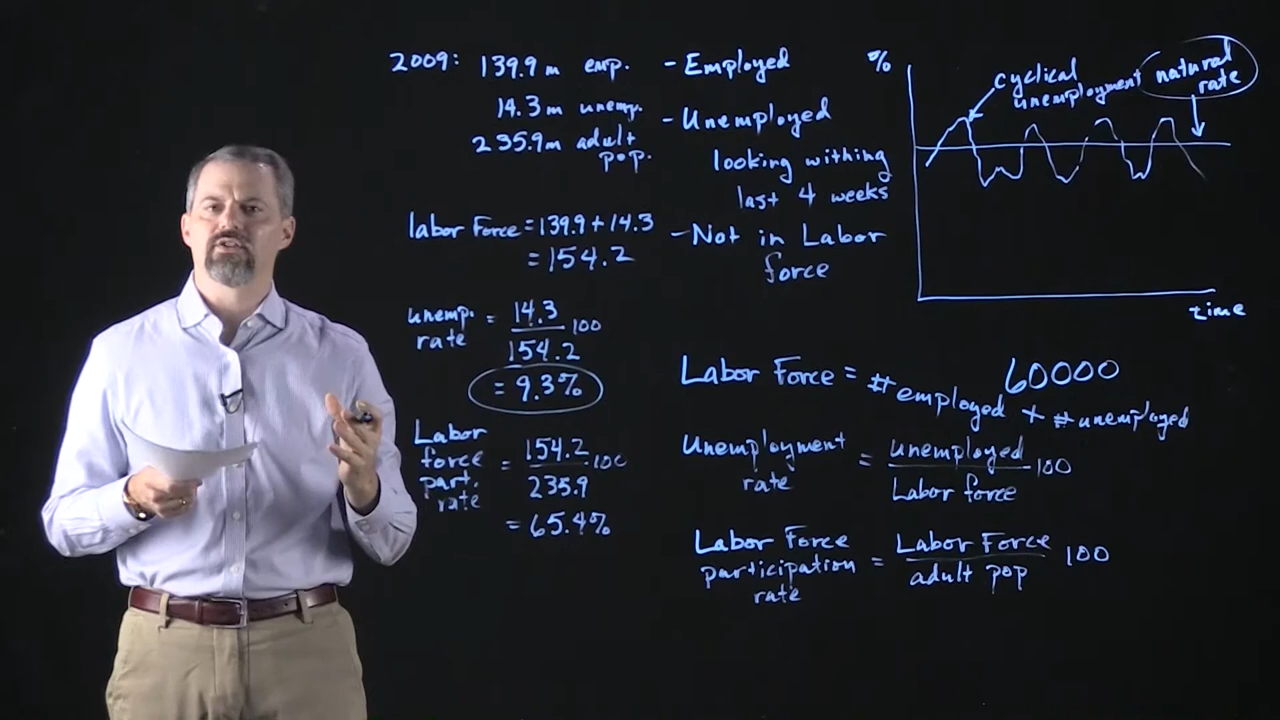 2009: 139.9m emp.
14.3m unemp.
235.9m adult
pop.
labor Force = 139.9 + 14.3
= 154.2
unemp. rate = 14.3 / 154.2 100
= 9.3%
Labor force part. rate = 154.2 / 235.9 100
= 65.4%
- Employed
- Unemployed
looking withing
last 4 weeks
- Not in Labor
force
%
cyclical
unemployment
natural
rate
time
60000
Labor Force = # employed + # unemployed
Unemployment rate = unemployed / Labor force 100
Labor Force participation rate = Labor Force / adult pop 100